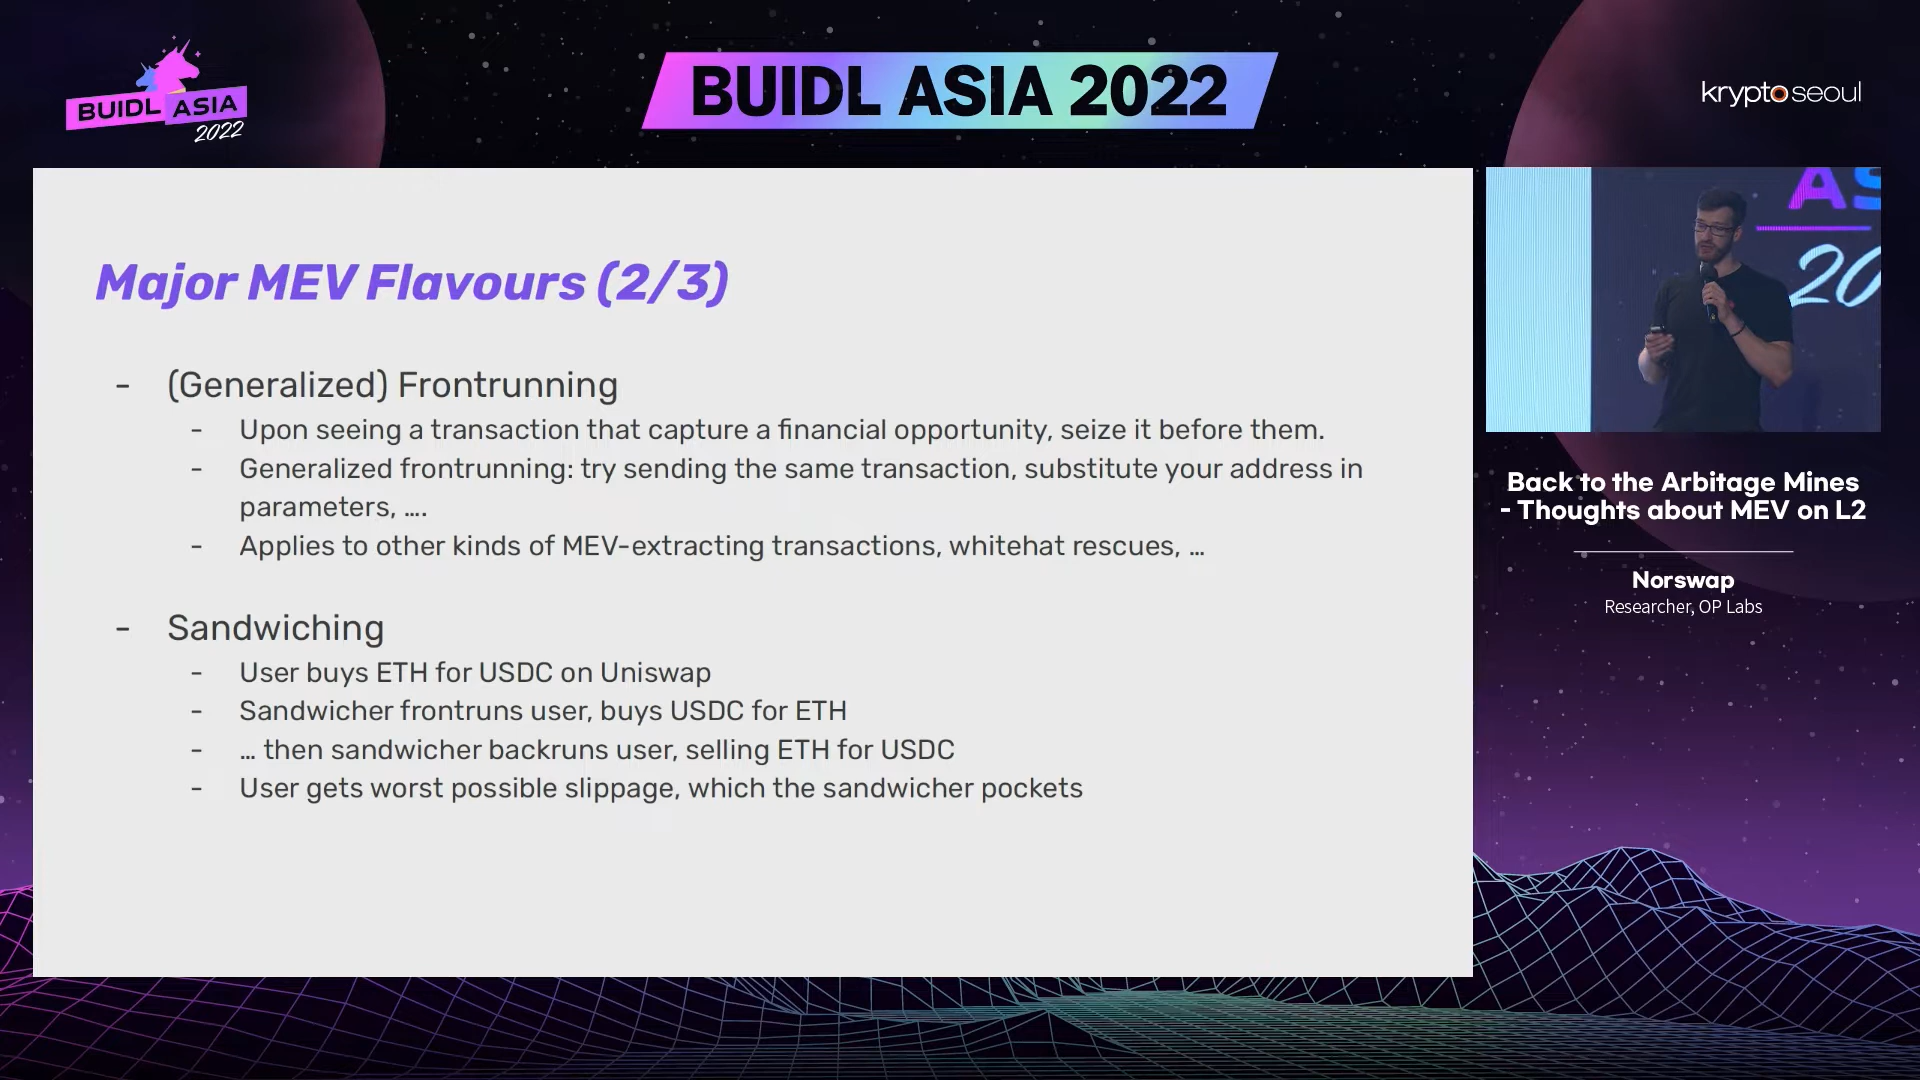 BUIDL ASIA
2022
BUIDL ASIA 2022
kryptoseoul
Major MEV Flavours (2/3)
- (Generalized) Frontrunning
- Upon seeing a transaction that capture a financial opportunity, seize it before them.
- Generalized frontrunning: try sending the same transaction, substitute your address in
parameters, ….
- Applies to other kinds of MEV-extracting transactions, whitehat rescues, …
- Sandwiching
- User buys ETH for USDC on Uniswap
- Sandwicher frontruns user, buys USDC for ETH
- … then sandwicher backruns user, selling ETH for USDC
- User gets worst possible slippage, which the sandwicher pockets
AS
20
Back to the Arbitage Mines
- Thoughts about MEV on L2
Norswap
Researcher, OP Labs